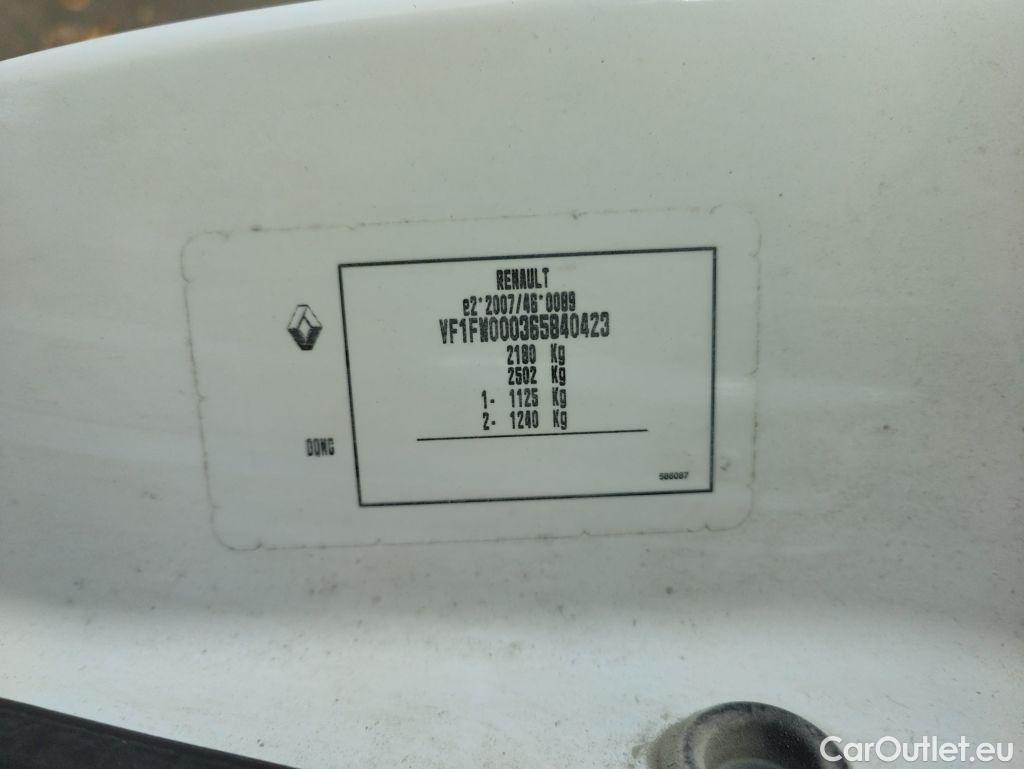 RENAULT
e2*2007/46*0089
VF1FW000365840423
2180 Kg
2502 Kg
1- 1125 Kg
2- 1240 Kg
DQNG
586087
CarOutlet.eu